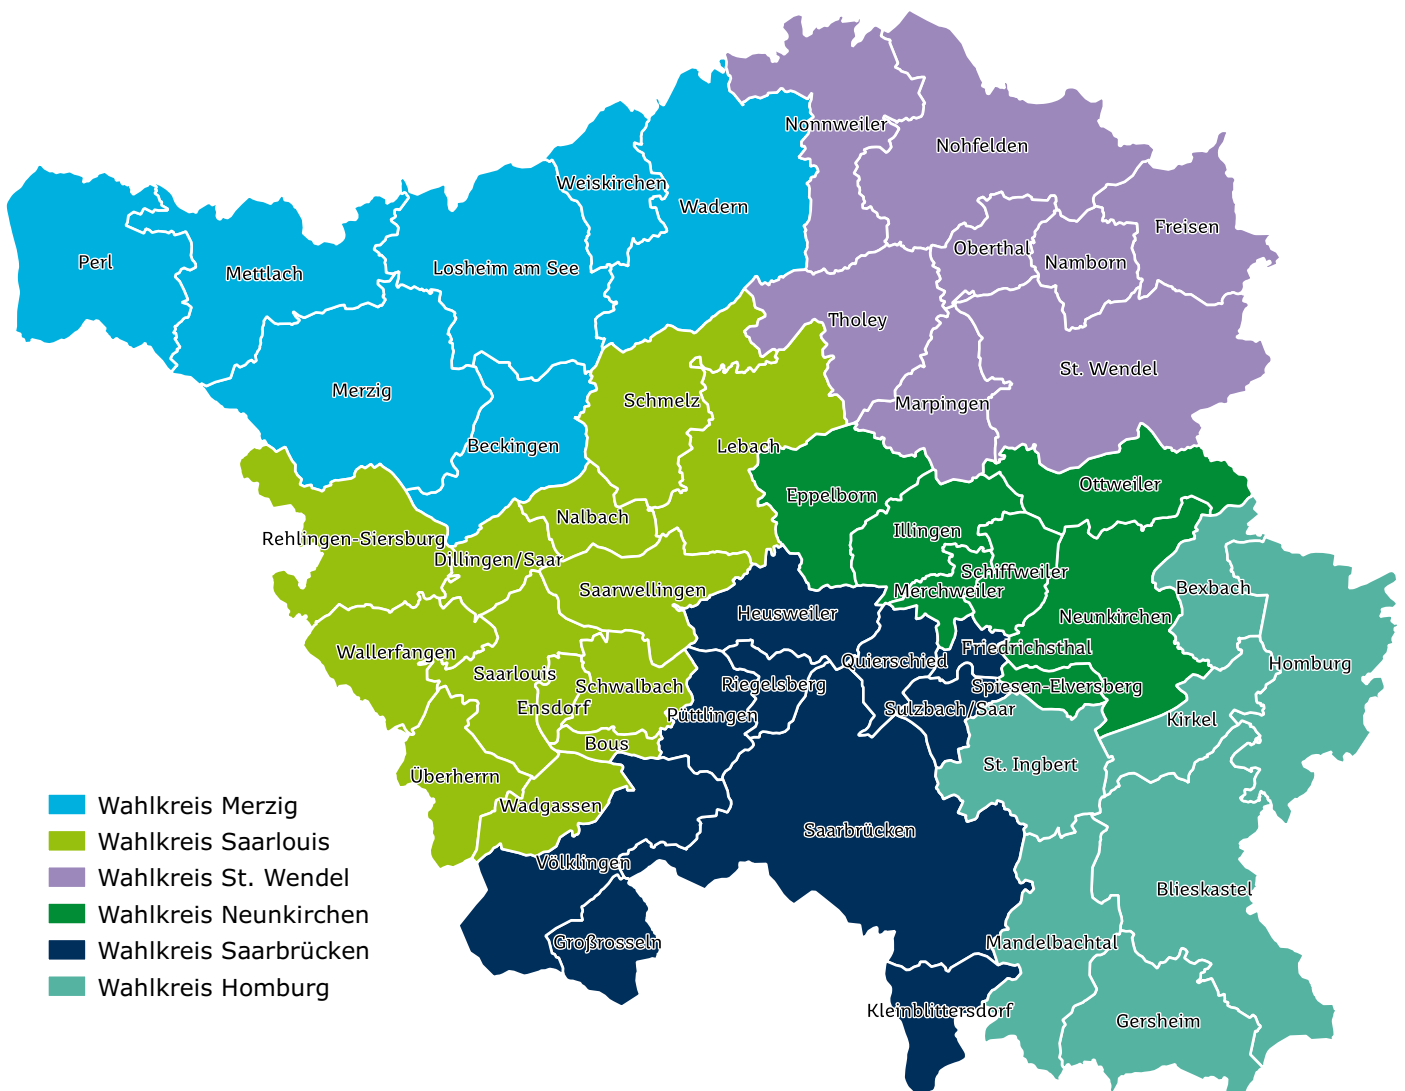 Nonnweiler
Nohfelden
Weiskirchen
Wadern
Freisen
Perl
Mettlach
Losheim am See
Oberthal
Namborn
Tholey
St. Wendel
Merzig
Schmelz
Marpingen
Beckingen
Lebach
Eppelborn
Ottweiler
Nalbach
Illingen
Rehlingen-Siersburg
Dillingen/Saar
Schiffweiler
Saarwellingen
Merchweiler
Bexbach
Heusweiler
Neunkirchen
Wallerfangen
Quierschied
Friedrichsthal
Homburg
Saarlouis
Schwalbach
Riegelsberg
Spiesen-Elversberg
Ensdorf
Püttlingen
Sulzbach/Saar
Kirkel
Bous
St. Ingbert
Überherrn
Wadgassen
Saarbrücken
Völklingen
Blieskastel
Großrosseln
Mandelbachtal
Kleinblittersdorf
Gersheim
Wahlkreis Merzig
Wahlkreis Saarlouis
Wahlkreis St. Wendel
Wahlkreis Neunkirchen
Wahlkreis Saarbrücken
Wahlkreis Homburg